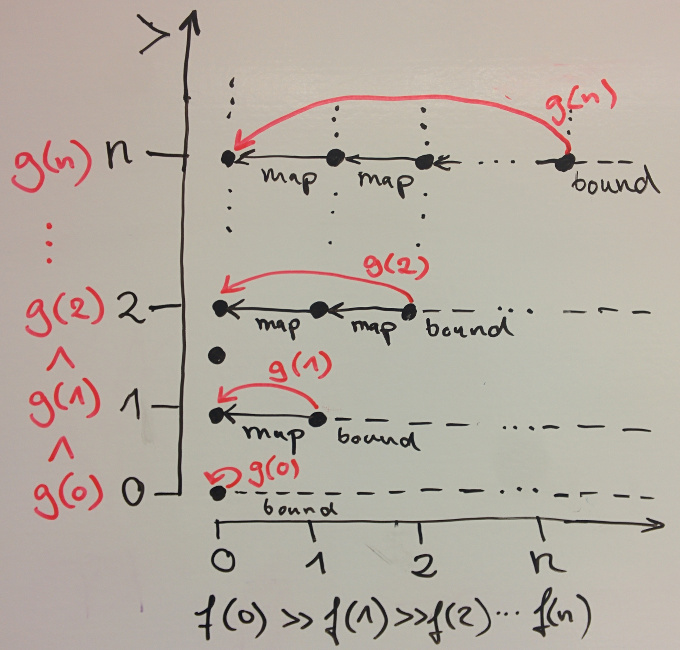 >
g(n)
g(n) n
map map bound
⋮
g(2)
g(2) 2
map map bound
∧
g(1)
g(1) 1
map bound
∧
g(0) 0 g(0)
bound
0 1 2 n
f(0) >> f(1) >> f(2) ... f(n)